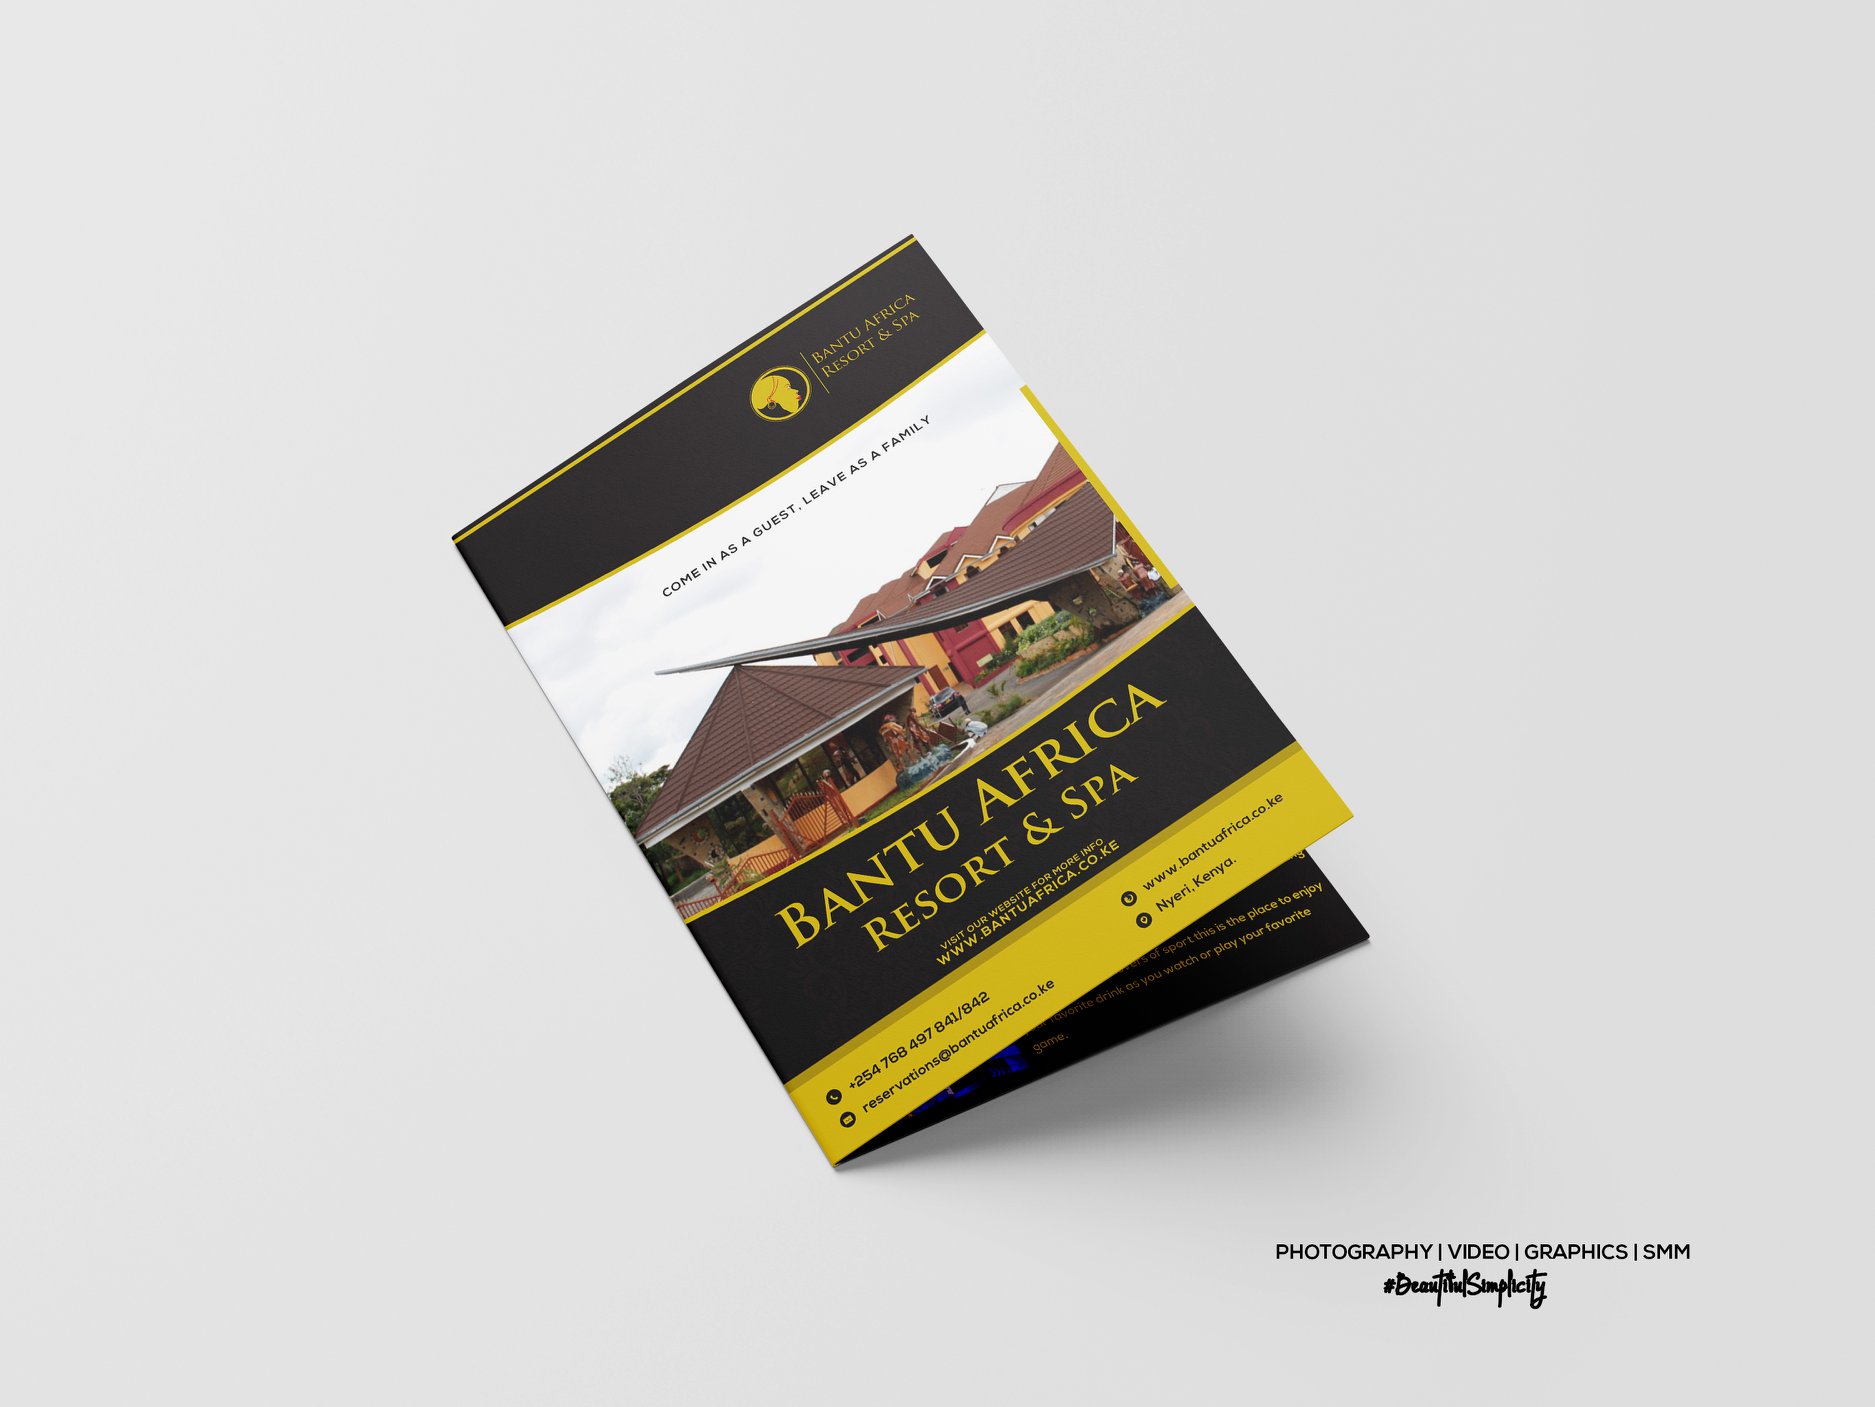 BANTU AFRICA
RESORT & SPA
COME IN AS A GUEST, LEAVE AS A FAMILY
BANTU AFRICA
RESORT & SPA
VISIT OUR WEBSITE FOR MORE INFO
WWW.BANTUAFRICA.CO.KE
+254 768 497 841/842
reservations@bantuafrica.co.ke
www.bantuafrica.co.ke
Nyeri, Kenya.
of sport this is the place to enjoy
favorite drink as you watch or play your favorite
game.
PHOTOGRAPHY | VIDEO | GRAPHICS | SMM
#BeautifulSimplicity